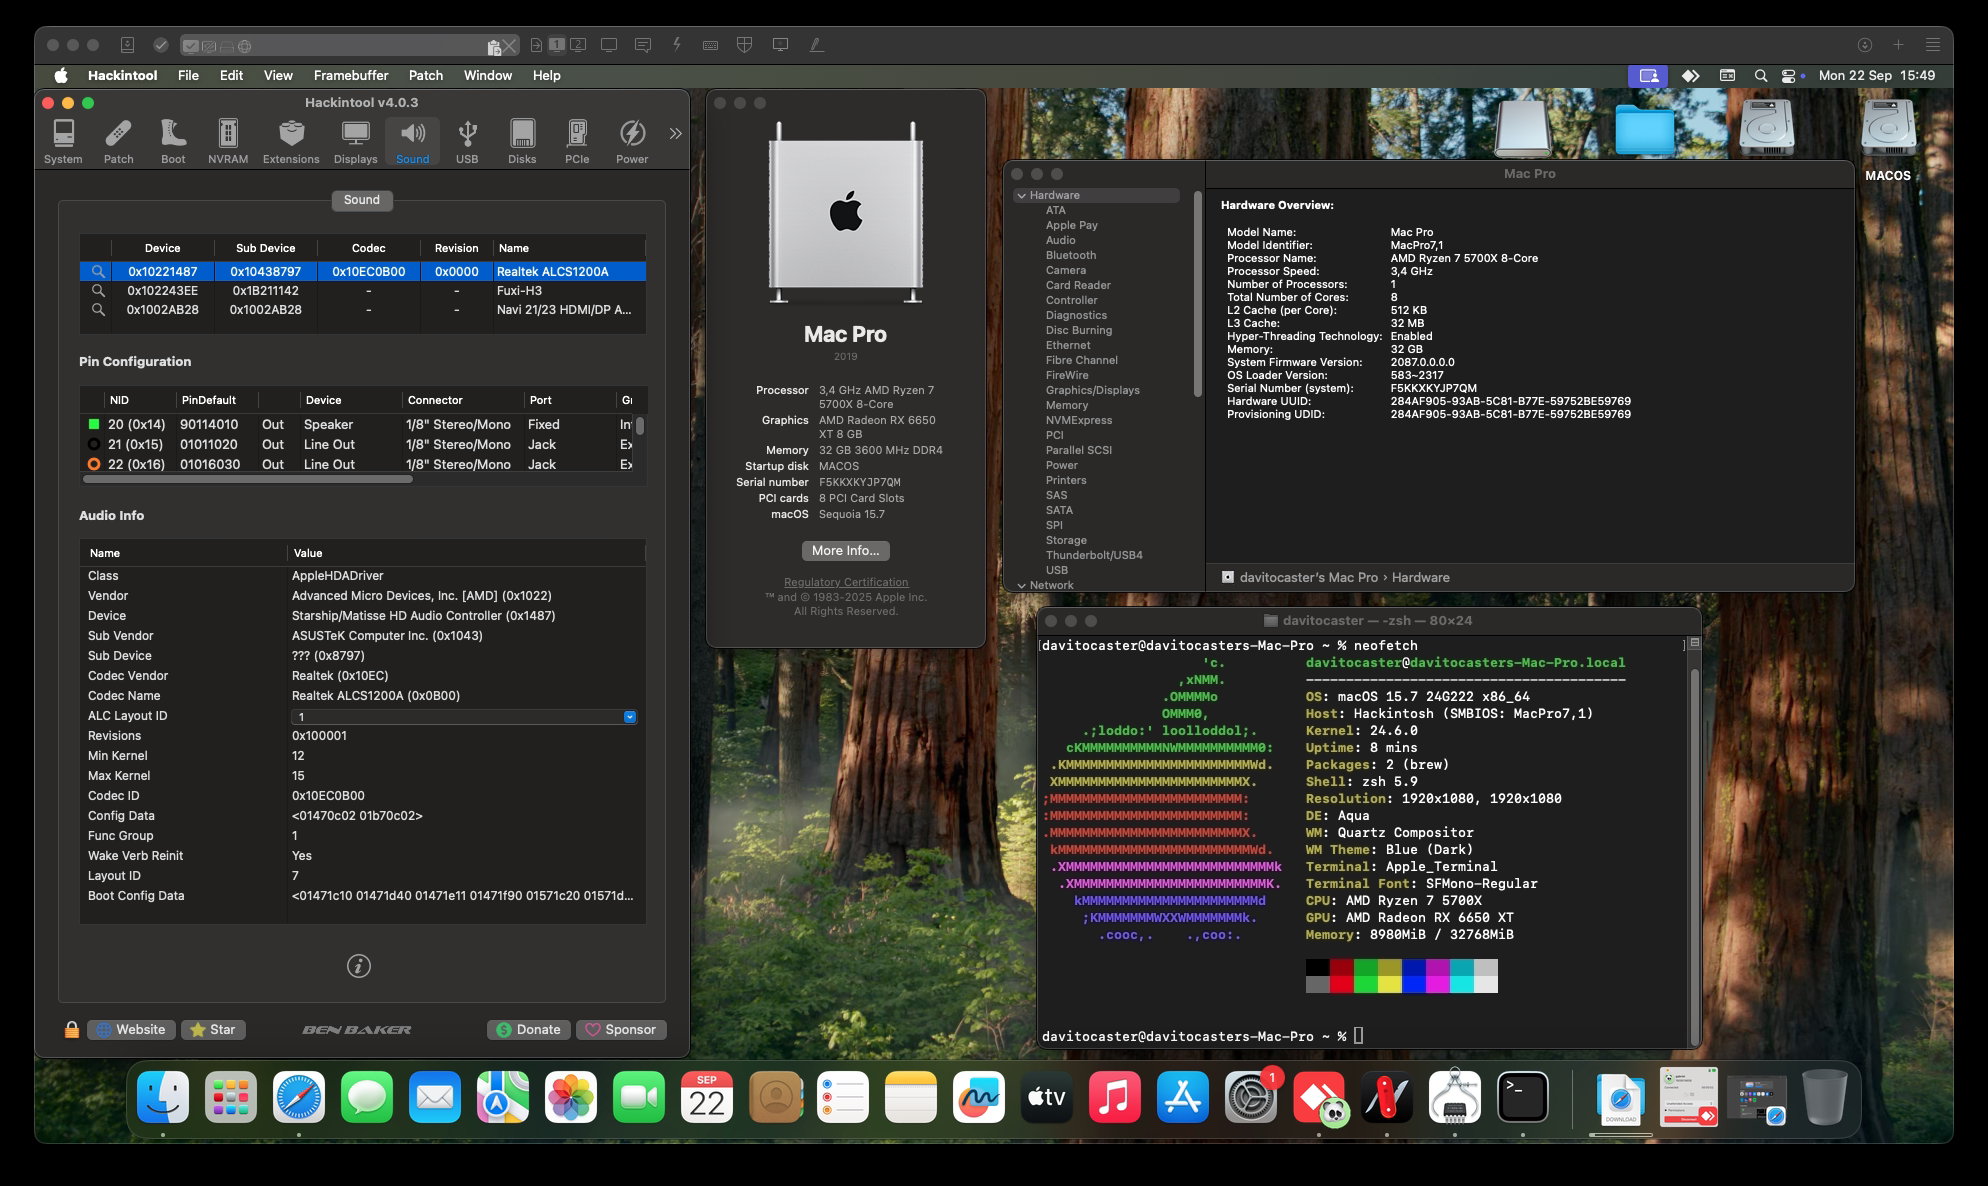 1 2
Hackintool File Edit View Framebuffer Patch Window Help
Mon 22 Sep 15:49
Hackintool v4.0.3
System Patch Boot NVRAM Extensions Displays Sound USB Disks PCIe Power
Sound
Device Sub Device Codec Revision Name
0x10221487 0x10438797 0x10EC0B00 0x0000 Realtek ALCS1200A
0x102243EE 0x1B211142 - - Fuxi-H3
0x1002AB28 0x1002AB28 - - Navi 21/23 HDMI/DP A...
Pin Configuration
NID PinDefault Device Connector Port
20 (0x14) 90114010 Out Speaker 1/8" Stereo/Mono Fixed
21 (0x15) 01011020 Out Line Out 1/8" Stereo/Mono Jack
22 (0x16) 01016030 Out Line Out 1/8" Stereo/Mono Jack
Audio Info
Name Value
Class AppleHDADriver
Vendor Advanced Micro Devices, Inc. [AMD] (0x1022)
Device Starship/Matisse HD Audio Controller (0x1487)
Sub Vendor ASUSTeK Computer Inc. (0x1043)
Sub Device ??? (0x8797)
Codec Vendor Realtek (0x10EC)
Codec Name Realtek ALCS1200A (0x0B00)
ALC Layout ID 1
Revisions 0x100001
Min Kernel 12
Max Kernel 15
Codec ID 0x10EC0B00
Config Data <01470c02 01b70c02>
Func Group 1
Wake Verb Reinit Yes
Layout ID 7
Boot Config Data <01471c10 01471d40 01471e11 01471f90 01571c20 01571d...
Website Star BEN BAKER Donate Sponsor
Mac Pro
2019
Processor 3,4 GHz AMD Ryzen 7
5700X 8-Core
Graphics AMD Radeon RX 6650
XT 8 GB
Memory 32 GB 3600 MHz DDR4
Startup disk MACOS
Serial number F5KKXKYJP7QM
PCI cards 8 PCI Card Slots
macOS Sequoia 15.7
More Info...
Regulatory Certification
™ and © 1983-2025 Apple Inc.
All Rights Reserved.
MACOS
Mac Pro
Hardware
ATA
Apple Pay
Audio
Bluetooth
Camera
Card Reader
Controller
Diagnostics
Disc Burning
Ethernet
Fibre Channel
FireWire
Graphics/Displays
Memory
NVMExpress
PCI
Parallel SCSI
Power
Printers
SAS
SATA
SPI
Storage
Thunderbolt/USB4
USB
Network
Hardware Overview:
Model Name: Mac Pro
Model Identifier: MacPro7,1
Processor Name: AMD Ryzen 7 5700X 8-Core
Processor Speed: 3,4 GHz
Number of Processors: 1
Total Number of Cores: 8
L2 Cache (per Core): 512 KB
L3 Cache: 32 MB
Hyper-Threading Technology: Enabled
Memory: 32 GB
System Firmware Version: 2087.0.0.0.0
OS Loader Version: 583~2317
Serial Number (system): F5KKXKYJP7QM
Hardware UUID: 284AF905-93AB-5C81-B77E-59752BE59769
Provisioning UDID: 284AF905-93AB-5C81-B77E-59752BE59769
davitocaster's Mac Pro › Hardware
davitocaster — -zsh — 80×24
[davitocaster@davitocasters-Mac-Pro ~ % neofetch ]
'c. davitocaster@davitocasters-Mac-Pro.local
,xNMM. ----------------------------------------
.OMMMMo OS: macOS 15.7 24G222 x86_64
OMMM0, Host: Hackintosh (SMBIOS: MacPro7,1)
.;loddo:' loolloddol;. Kernel: 24.6.0
cKMMMMMMMMMMNWMMMMMMMMMM0: Uptime: 8 mins
.KMMMMMMMMMMMMMMMMMMMMMMMWd. Packages: 2 (brew)
XMMMMMMMMMMMMMMMMMMMMMMMX. Shell: zsh 5.9
;MMMMMMMMMMMMMMMMMMMMMMMM: Resolution: 1920x1080, 1920x1080
:MMMMMMMMMMMMMMMMMMMMMMMM: DE: Aqua
.MMMMMMMMMMMMMMMMMMMMMMMMX. WM: Quartz Compositor
kMMMMMMMMMMMMMMMMMMMMMMMMWd. WM Theme: Blue (Dark)
.XMMMMMMMMMMMMMMMMMMMMMMMMMMk Terminal: Apple_Terminal
.XMMMMMMMMMMMMMMMMMMMMMMMMK. Terminal Font: SFMono-Regular
kMMMMMMMMMMMMMMMMMMMMMMd CPU: AMD Ryzen 7 5700X
;KMMMMMMMWXXWMMMMMMMk. GPU: AMD Radeon RX 6650 XT
.cooc,. .,coo:. Memory: 8980MiB / 32768MiB
davitocaster@davitocasters-Mac-Pro ~ %
SEP
22
tv
1
>_
DOWNLOAD